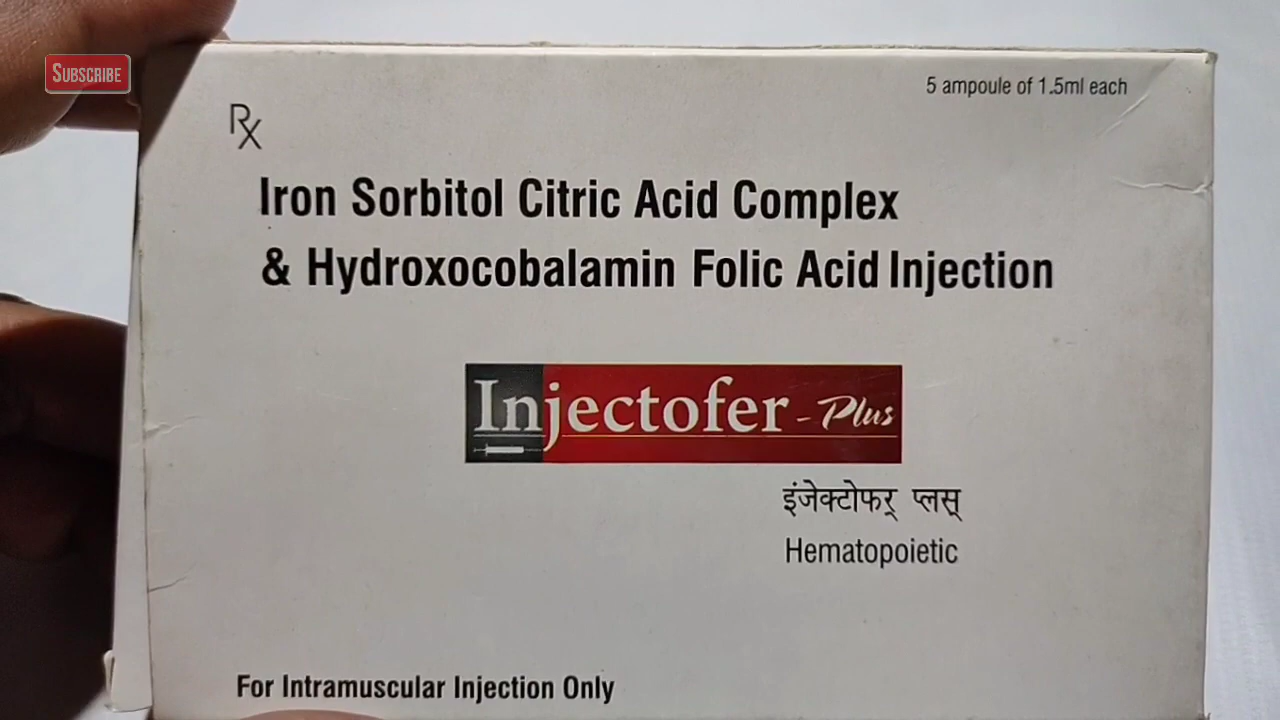 SUBSCRIBE
5 ampoule of 1.5ml each
Rx
Iron Sorbitol Citric Acid Complex
& Hydroxocobalamin Folic Acid Injection
Injectofer - Plus
इंजेक्टोफर् प्लस्
Hematopoietic
For Intramuscular Injection Only